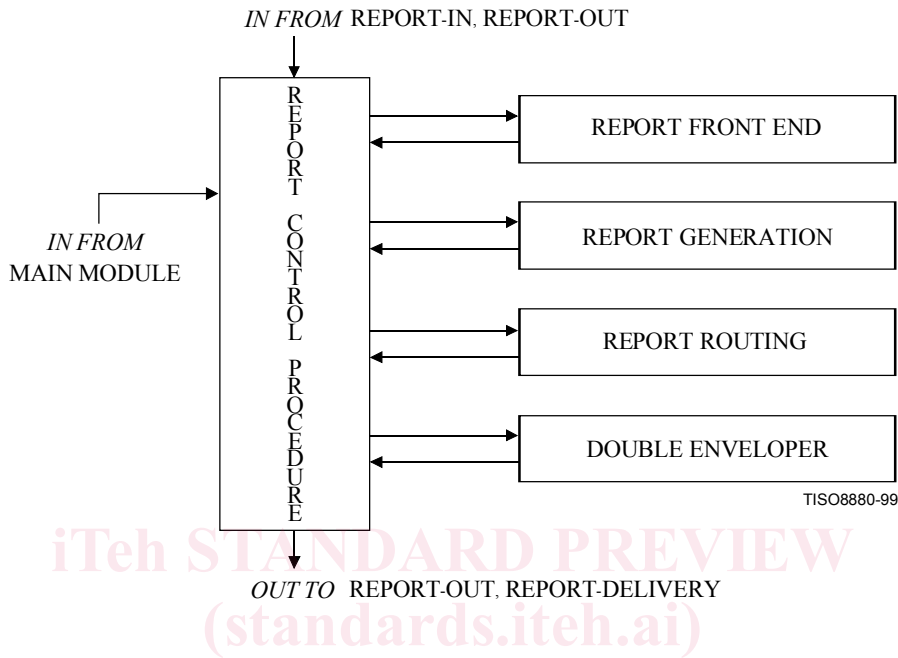 IN FROM REPORT-IN, REPORT-OUT
REPORT CONTROL PROCEDURE
REPORT FRONT END
REPORT GENERATION
IN FROM
MAIN MODULE
REPORT ROUTING
DOUBLE ENVELOPER
TISO8880-99
iTeh STANDARD PREVIEW
OUT TO REPORT-OUT, REPORT-DELIVERY
(standards.iteh.ai)